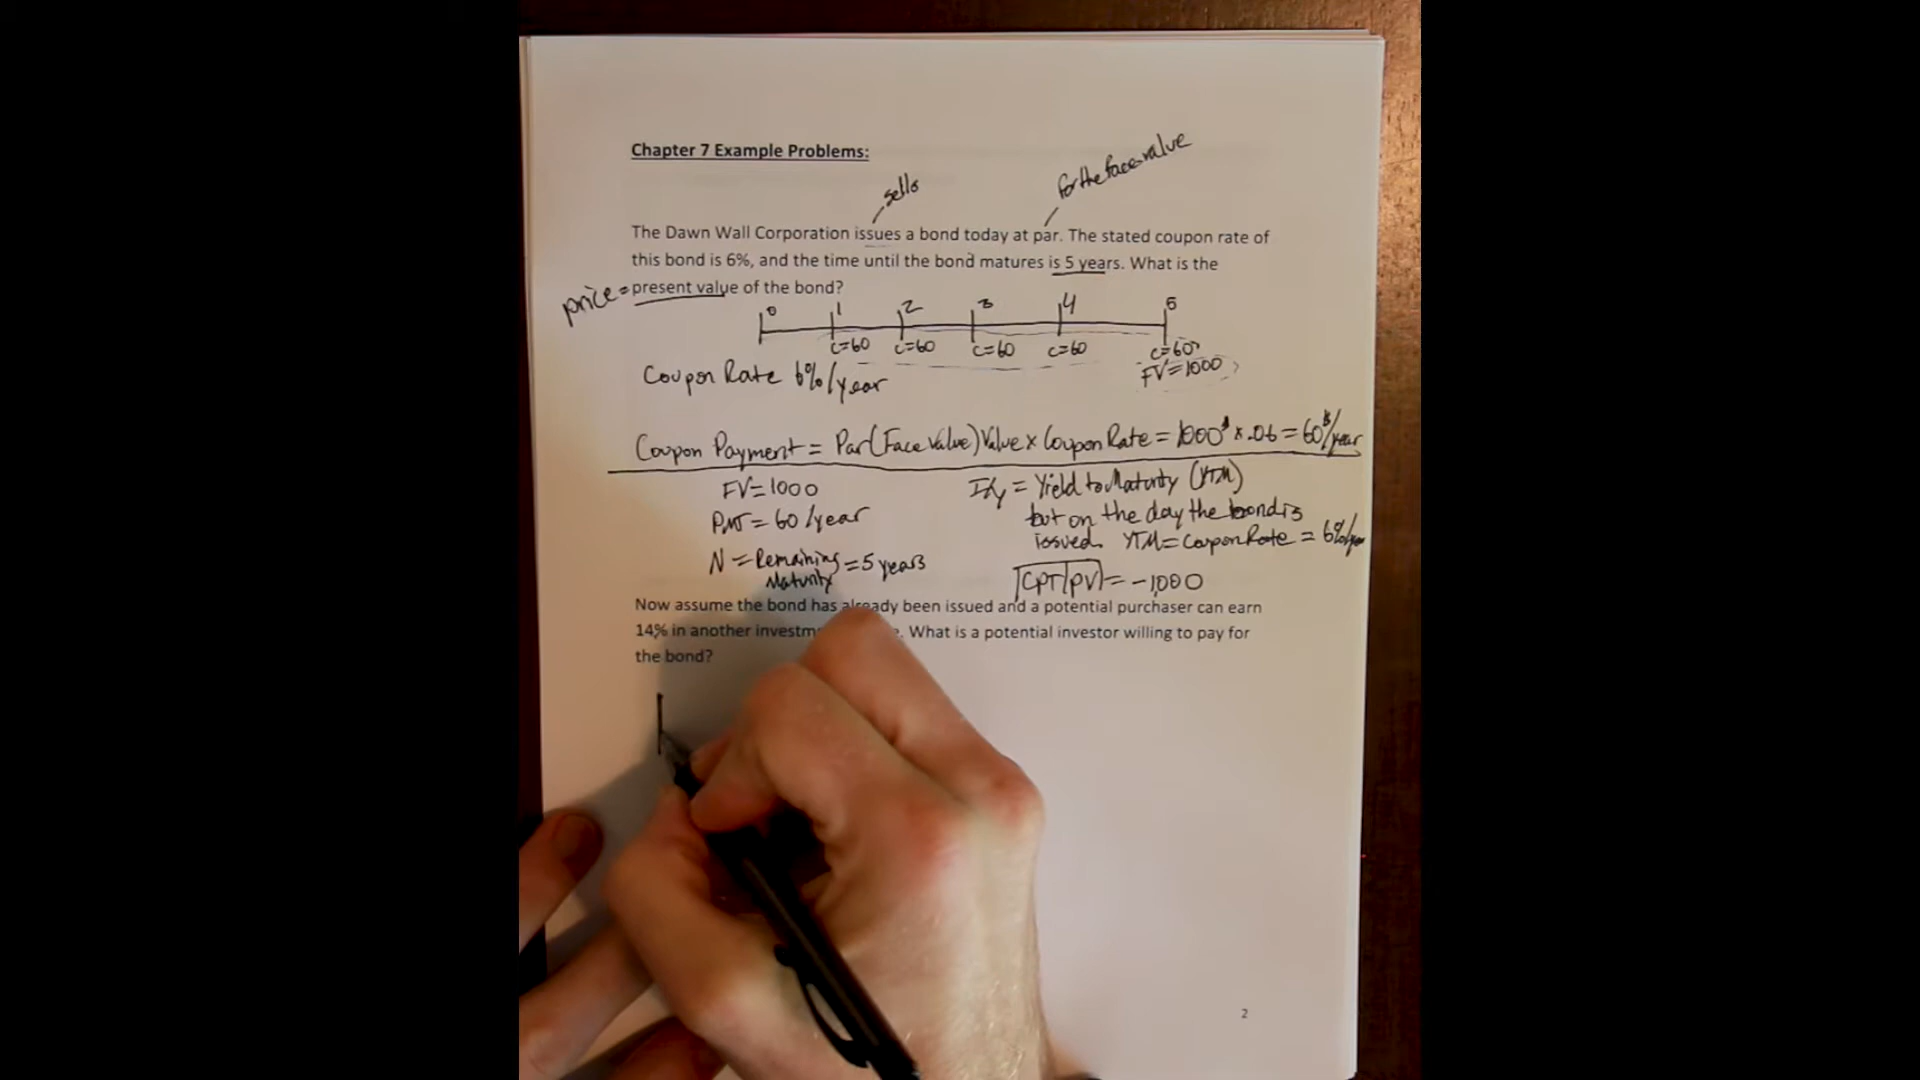 Chapter 7 Example Problems:
sells
for the face value
The Dawn Wall Corporation issues a bond today at par. The stated coupon rate of
this bond is 6%, and the time until the bond matures is 5 years. What is the
price = present value of the bond?
0 1 2 3 4 5
C=60 C=60 C=60 C=60 C=60
FV=1000
Coupon Rate 6%/year
Coupon Payment = Par (Face Value) Value x Coupon Rate = 1000$ * .06 = 60$/year
FV=1000
PMT = 60/year
N = Remaining Maturity = 5 years
I/y = Yield to Maturity (YTM)
but on the day the bond is
issued YTM = Coupon Rate = 6%/year
CPT PV = -1,000
Now assume the bond has already been issued and a potential purchaser can earn
14% in another What is a potential investor willing to pay for
the bond?
2